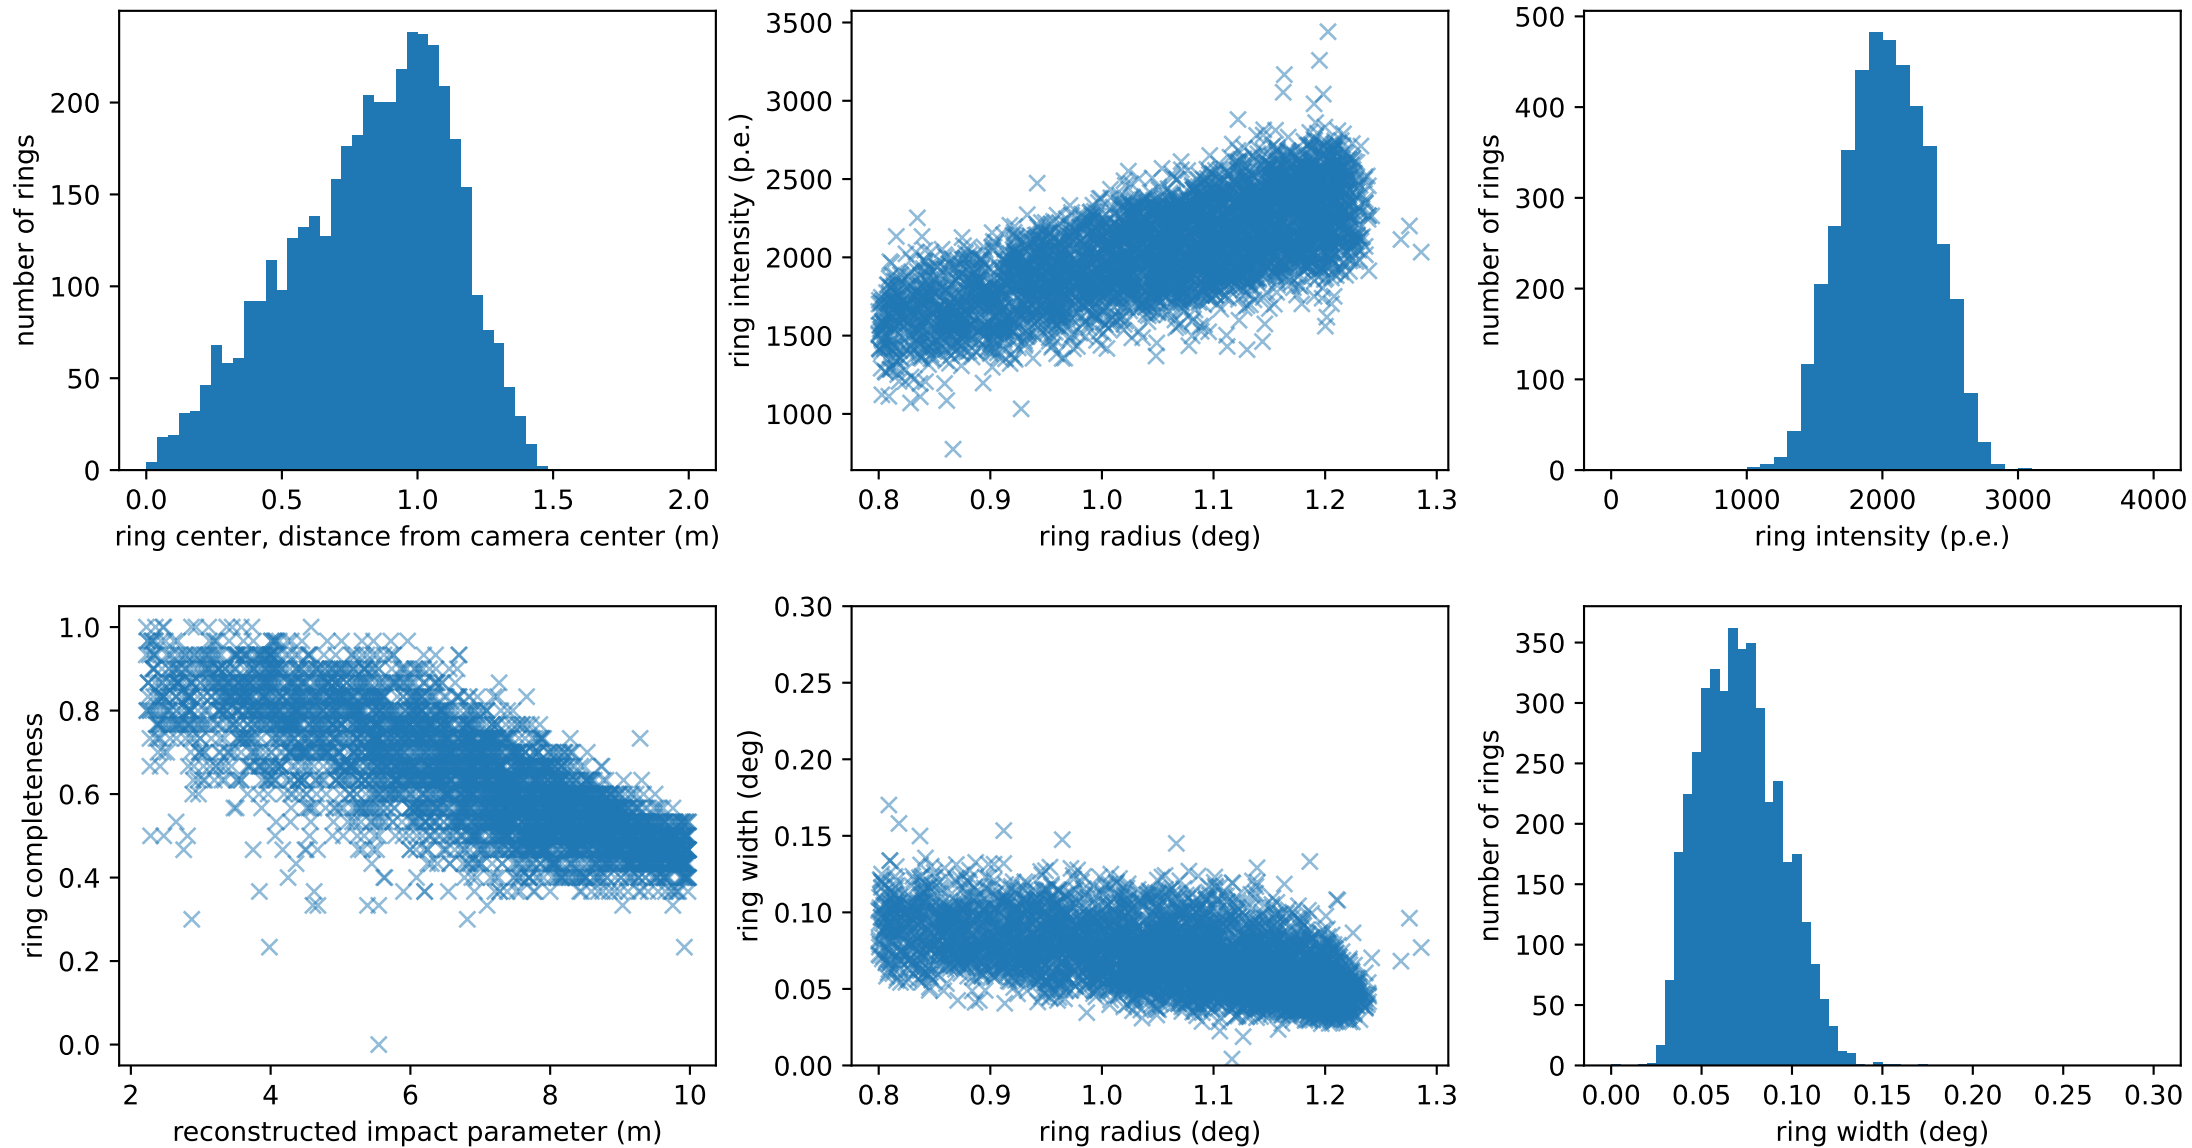 number of rings
200
150
100
50
0
0.0 0.5 1.0 1.5 2.0
ring center, distance from camera center (m)
ring intensity (p.e.)
3500
3000
2500
2000
1500
1000
0.8 0.9 1.0 1.1 1.2 1.3
ring radius (deg)
number of rings
500
400
300
200
100
0
0 1000 2000 3000 4000
ring intensity (p.e.)
ring completeness
1.0
0.8
0.6
0.4
0.2
0.0
2 4 6 8 10
reconstructed impact parameter (m)
ring width (deg)
0.30
0.25
0.20
0.15
0.10
0.05
0.00
0.8 0.9 1.0 1.1 1.2 1.3
ring radius (deg)
number of rings
350
300
250
200
150
100
50
0
0.00 0.05 0.10 0.15 0.20 0.25 0.30
ring width (deg)